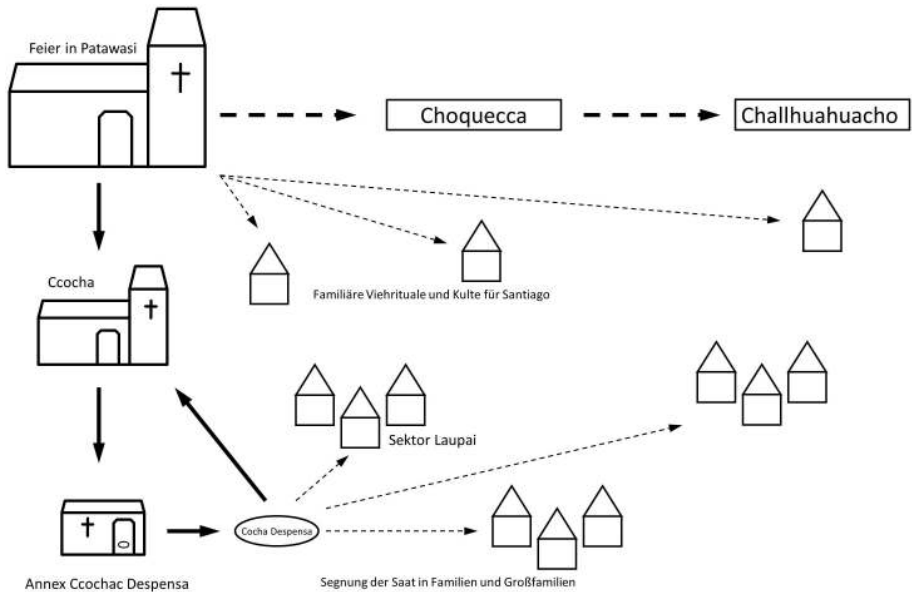 Feier in Patawasi
Choquecca
Challhuahuacho
Ccocha
Familiäre Viehrituale und Kulte für Santiago
Sektor Laupai
Cocha Despensa
Annex Ccochac Despensa
Segnung der Saat in Familien und Großfamilien